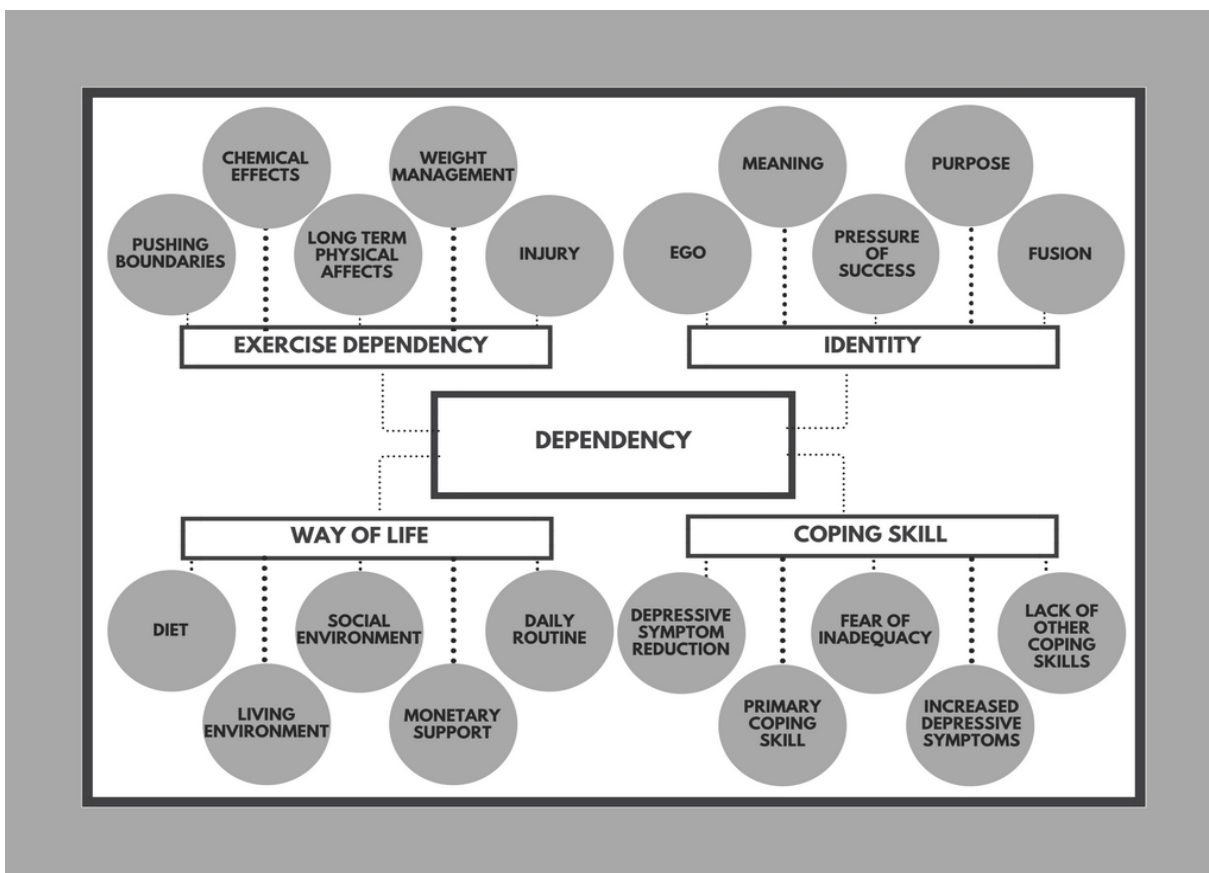 CHEMICAL
EFFECTS
WEIGHT
MANAGEMENT
PUSHING
BOUNDARIES
LONG TERM
PHYSICAL
AFFECTS
INJURY
EXERCISE DEPENDENCY
MEANING
PURPOSE
EGO
PRESSURE
OF
SUCCESS
FUSION
IDENTITY
DEPENDENCY
WAY OF LIFE
DIET
SOCIAL
ENVIRONMENT
DAILY
ROUTINE
LIVING
ENVIRONMENT
MONETARY
SUPPORT
COPING SKILL
DEPRESSIVE
SYMPTOM
REDUCTION
FEAR OF
INADEQUACY
LACK OF
OTHER
COPING
SKILLS
PRIMARY
COPING
SKILL
INCREASED
DEPRESSIVE
SYMPTOMS